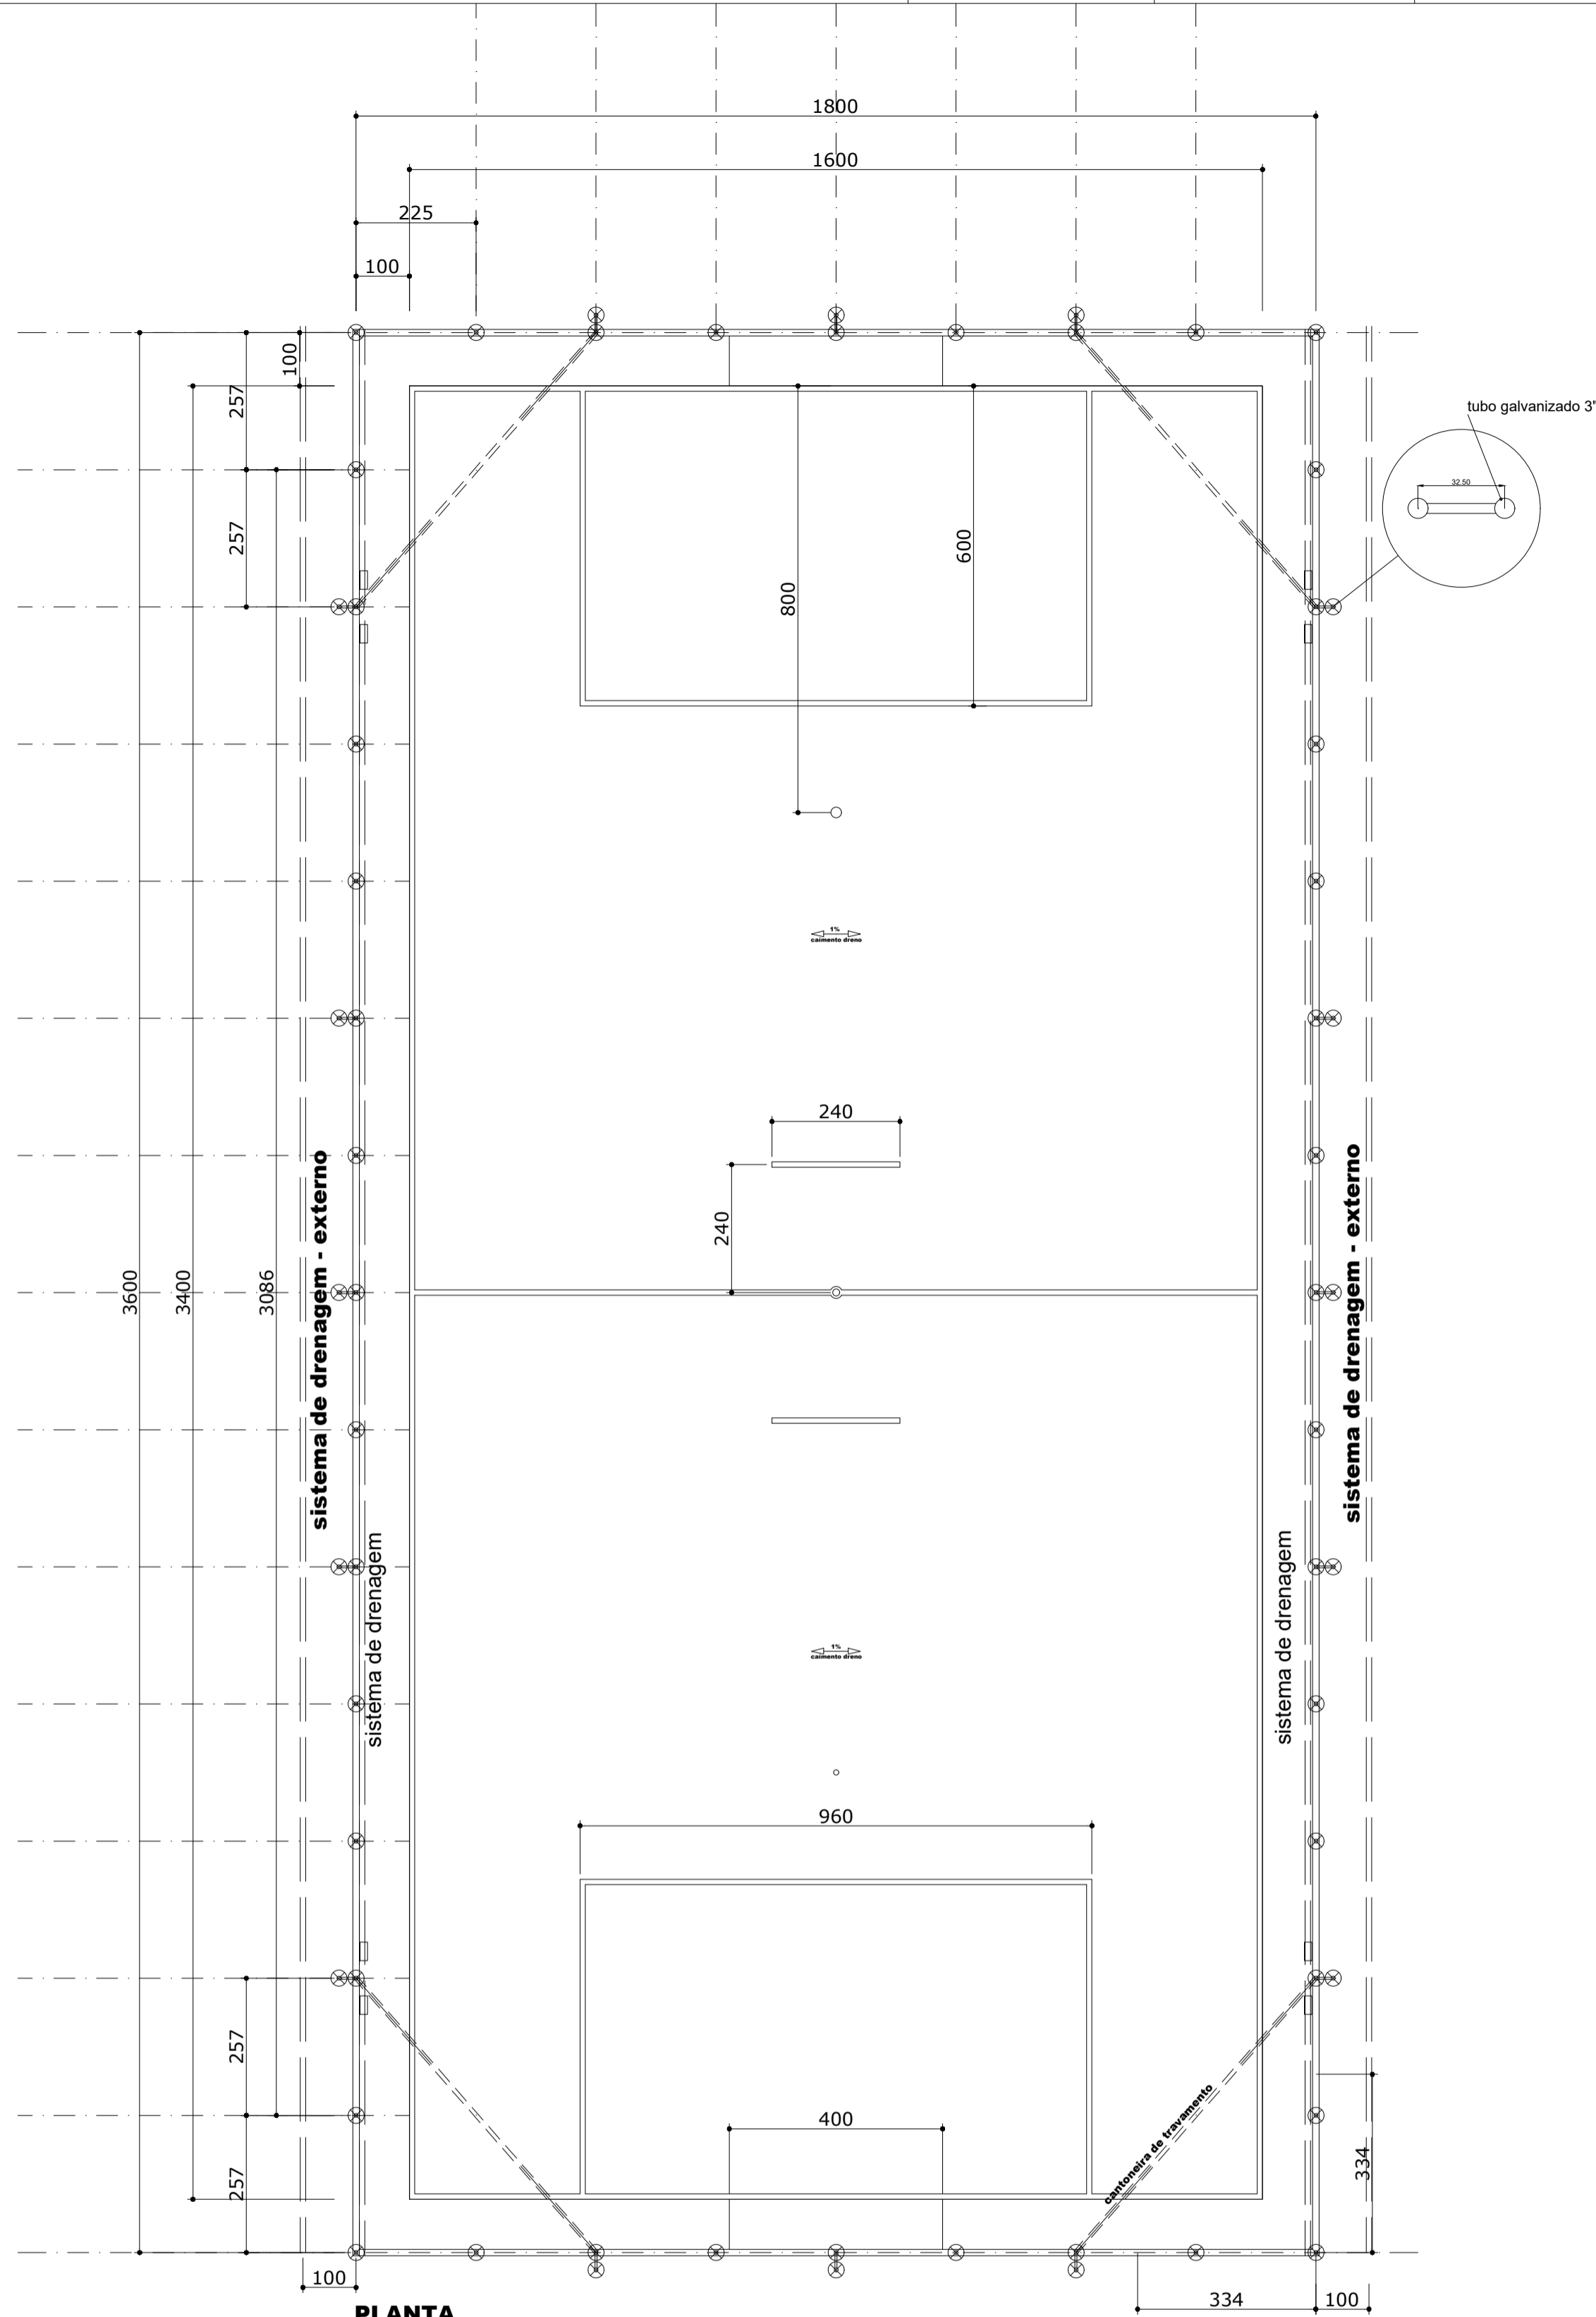 1800
1600
225
100
100
257
tubo galvanizado 3"
32.50
257
600
800
1%
caimento dreno
240
240
3600
3400
3086
sistema de drenagem - externo
sistema de drenagem - externo
sistema de drenagem
sistema de drenagem
1%
caimento dreno
960
257
400
cantoneira de travamento
334
257
100
334
100
PLANTA